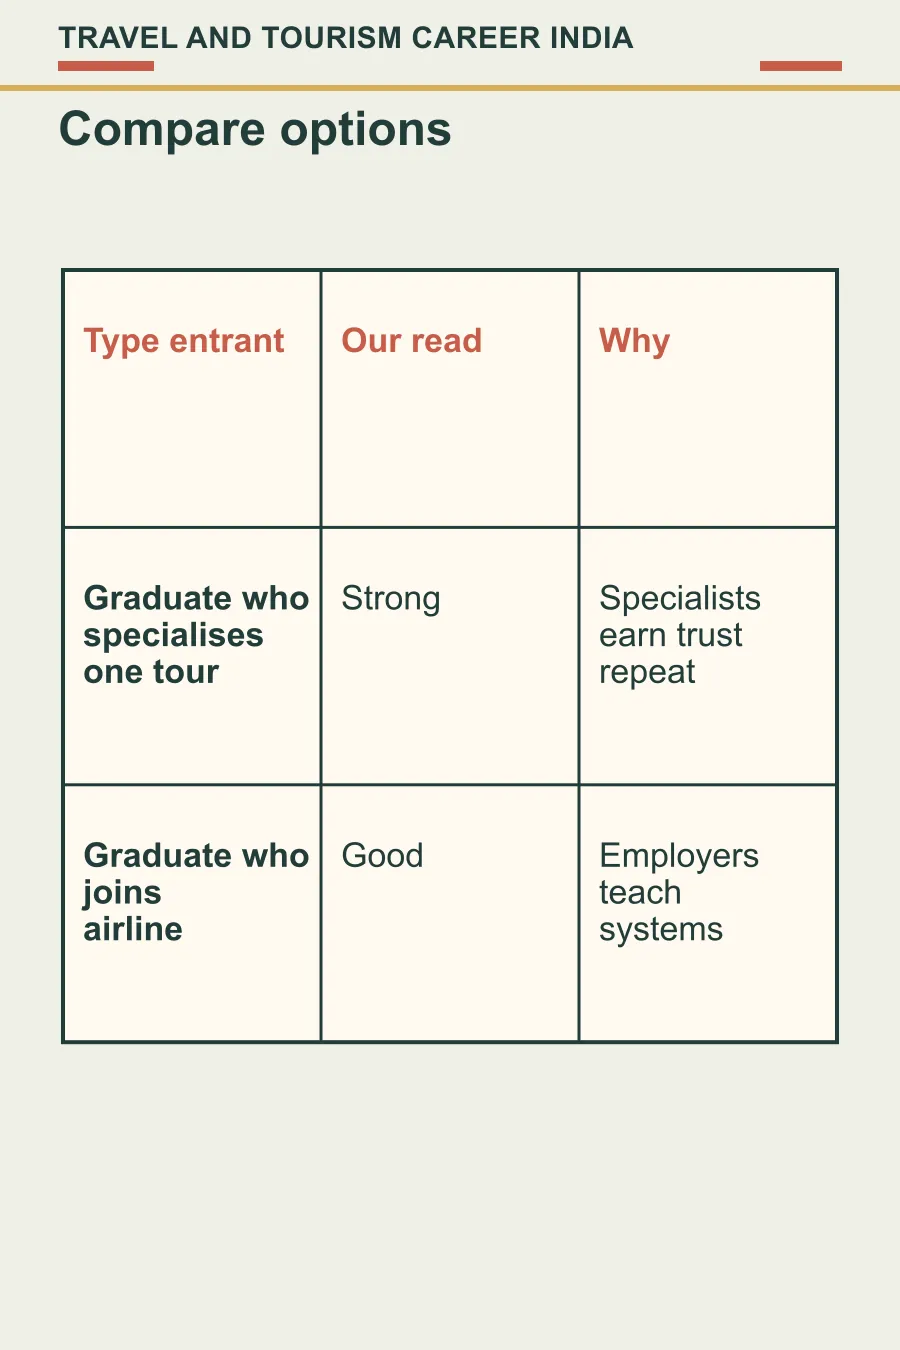 TRAVEL AND TOURISM CAREER INDIA
Compare options
Type entrant
Our read
Why
Graduate who
specialises
one tour
Strong
Specialists
earn trust
repeat
Graduate who
joins
airline
Good
Employers
teach
systems